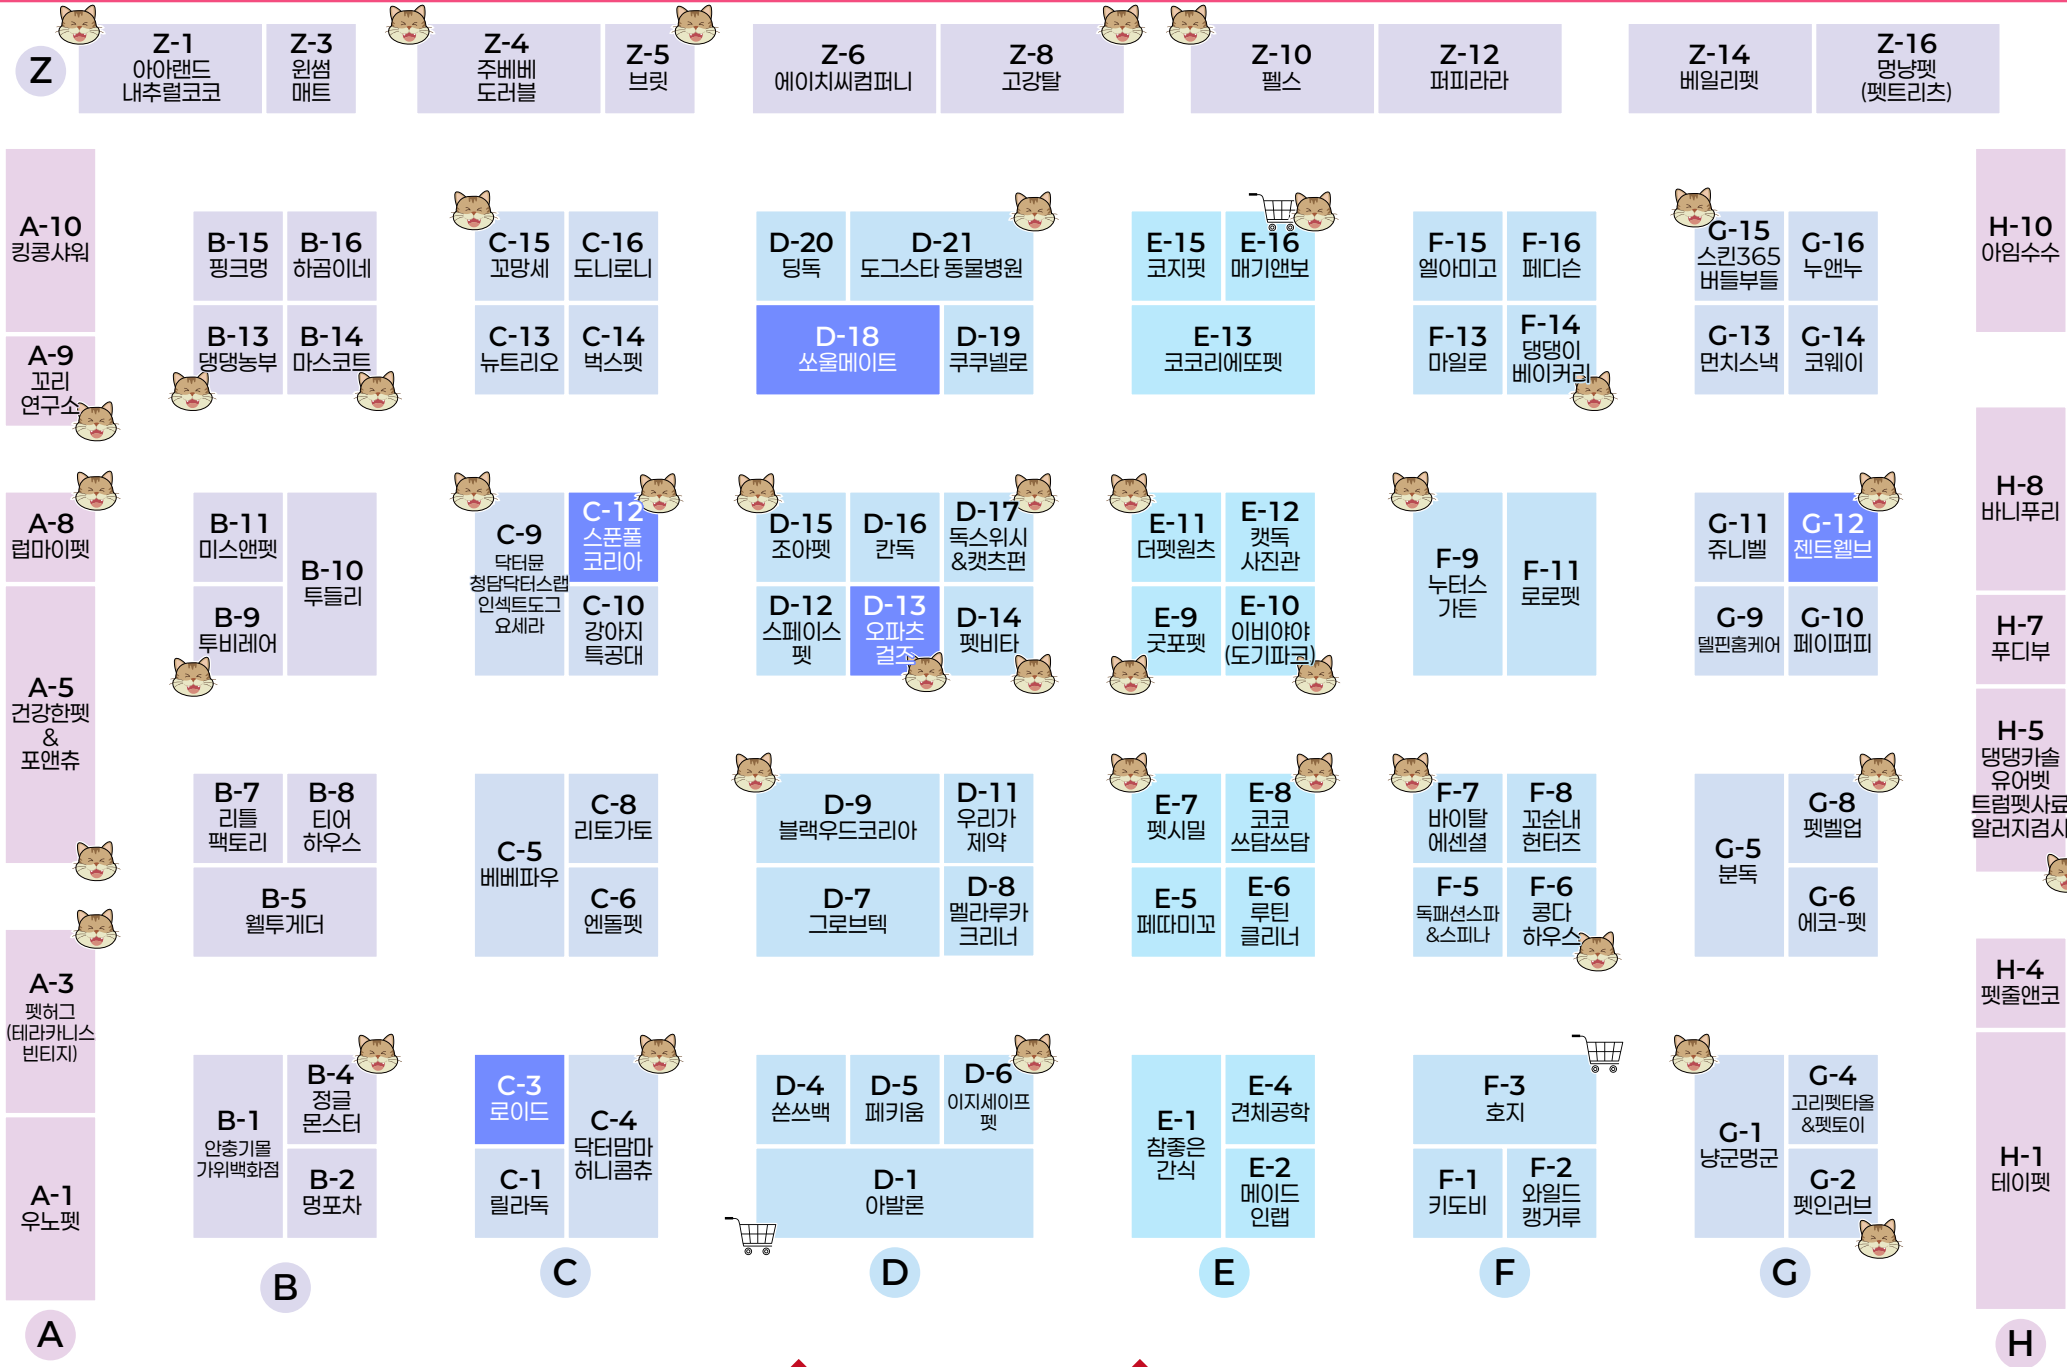 Z
Z-1
아아랜드
내추럴코코
Z-3
윈썸
매트
Z-4
주베베
도러블
Z-5
브릿
Z-6
에이치씨컴퍼니
Z-8
고강탈
Z-10
펠스
Z-12
퍼피라라
Z-14
베일리펫
Z-16
멍냥펫
(펫트리츠)
A-10
킹콩샤워
A-9
꼬리
연구소
A-8
럽마이펫
A-5
건강한펫
&
포앤츄
A-3
펫허그
(테라카니스
빈티지)
A-1
우노펫
A
B-15
핑크멍
B-16
하곰이네
B-13
댕댕농부
B-14
마스코트
B-11
미스앤펫
B-10
투들리
B-9
투비레어
B-7
리틀
팩토리
B-8
티어
하우스
B-5
웰투게더
B-1
안충기몰
가위백화점
B-4
정글
몬스터
B-2
멍포차
B
C-15
꼬망세
C-16
도니로니
C-13
뉴트리오
C-14
벅스펫
C-9
닥터뮨
청담닥터스랩
인섹트도그
요세라
C-12
스푼풀
코리아
C-10
강아지
특공대
C-5
베베파우
C-8
리토가토
C-6
엔돌펫
C-3
로이드
C-4
닥터맘마
허니콤츄
C-1
릴라독
C
D-20
딩독
D-21
도그스타 동물병원
D-18
쏘울메이트
D-19
쿠쿠넬로
D-15
조아펫
D-16
칸독
D-17
독스위시
&캣츠펀
D-12
스페이스
펫
D-13
오파츠
걸즈
D-14
펫비타
D-9
블랙우드코리아
D-11
우리가
제약
D-7
그로브텍
D-8
멜라루카
크리너
D-4
쏜쓰백
D-5
페키움
D-6
이지세이프
펫
D-1
아발론
D
E-15
코지핏
E-16
매기앤보
E-13
코코리에또펫
E-11
더펫원츠
E-12
캣독
사진관
E-9
굿포펫
E-10
이비야야
(도기파크)
E-7
펫시밀
E-8
코코
쓰담쓰담
E-5
페따미꼬
E-6
루틴
클리너
E-1
참좋은
간식
E-4
견체공학
E-2
메이드
인랩
E
F-15
엘아미고
F-16
페디슨
F-13
마일로
F-14
댕댕이
베이커리
F-9
누터스
가든
F-11
로로펫
F-7
바이탈
에센셜
F-8
꼬순내
헌터즈
F-5
독패션스파
&스피나
F-6
콩다
하우스
F-3
호지
F-1
키도비
F-2
와일드
캥거루
F
G-15
스킨365
버들부들
G-16
누앤누
G-13
먼치스낵
G-14
코웨이
G-11
쥬니벨
G-12
젠트웰브
G-9
델핀홈케어
G-10
페이퍼피
G-5
분독
G-8
펫벨업
G-6
에코-펫
G-1
냥군멍군
G-4
고리펫타올
&펫토이
G-2
펫인러브
G
H-10
아임수수
H-8
바니푸리
H-7
푸디부
H-5
댕댕카솔
유어벳
트럼펫사료
알러지검사
H-4
펫줄앤코
H-1
테이펫
H